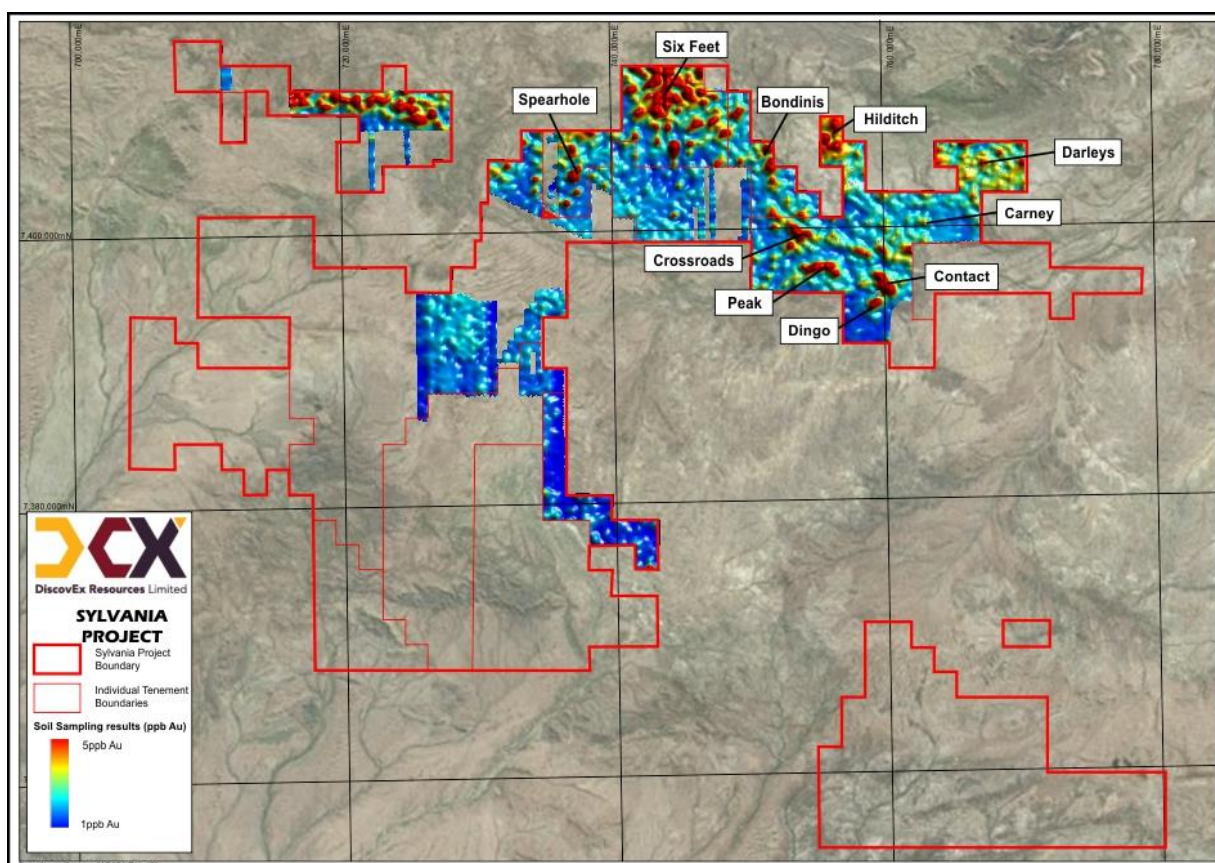 700,000mE
720,000mE
740,000mE
760,000mE
780,000mE
Six Feet
Spearhole
Bondinis
Hilditch
Darleys
7,400,000mN
Carney
Crossroads
Contact
Peak
Dingo
7,380,000mN
DCX
DiscovEx Resources Limited
SYLVANIA
PROJECT
Sylvania Project
Boundary
Individual Tenement
Boundaries
Soil Sampling results (ppb Au)
5ppb Au
1ppb Au